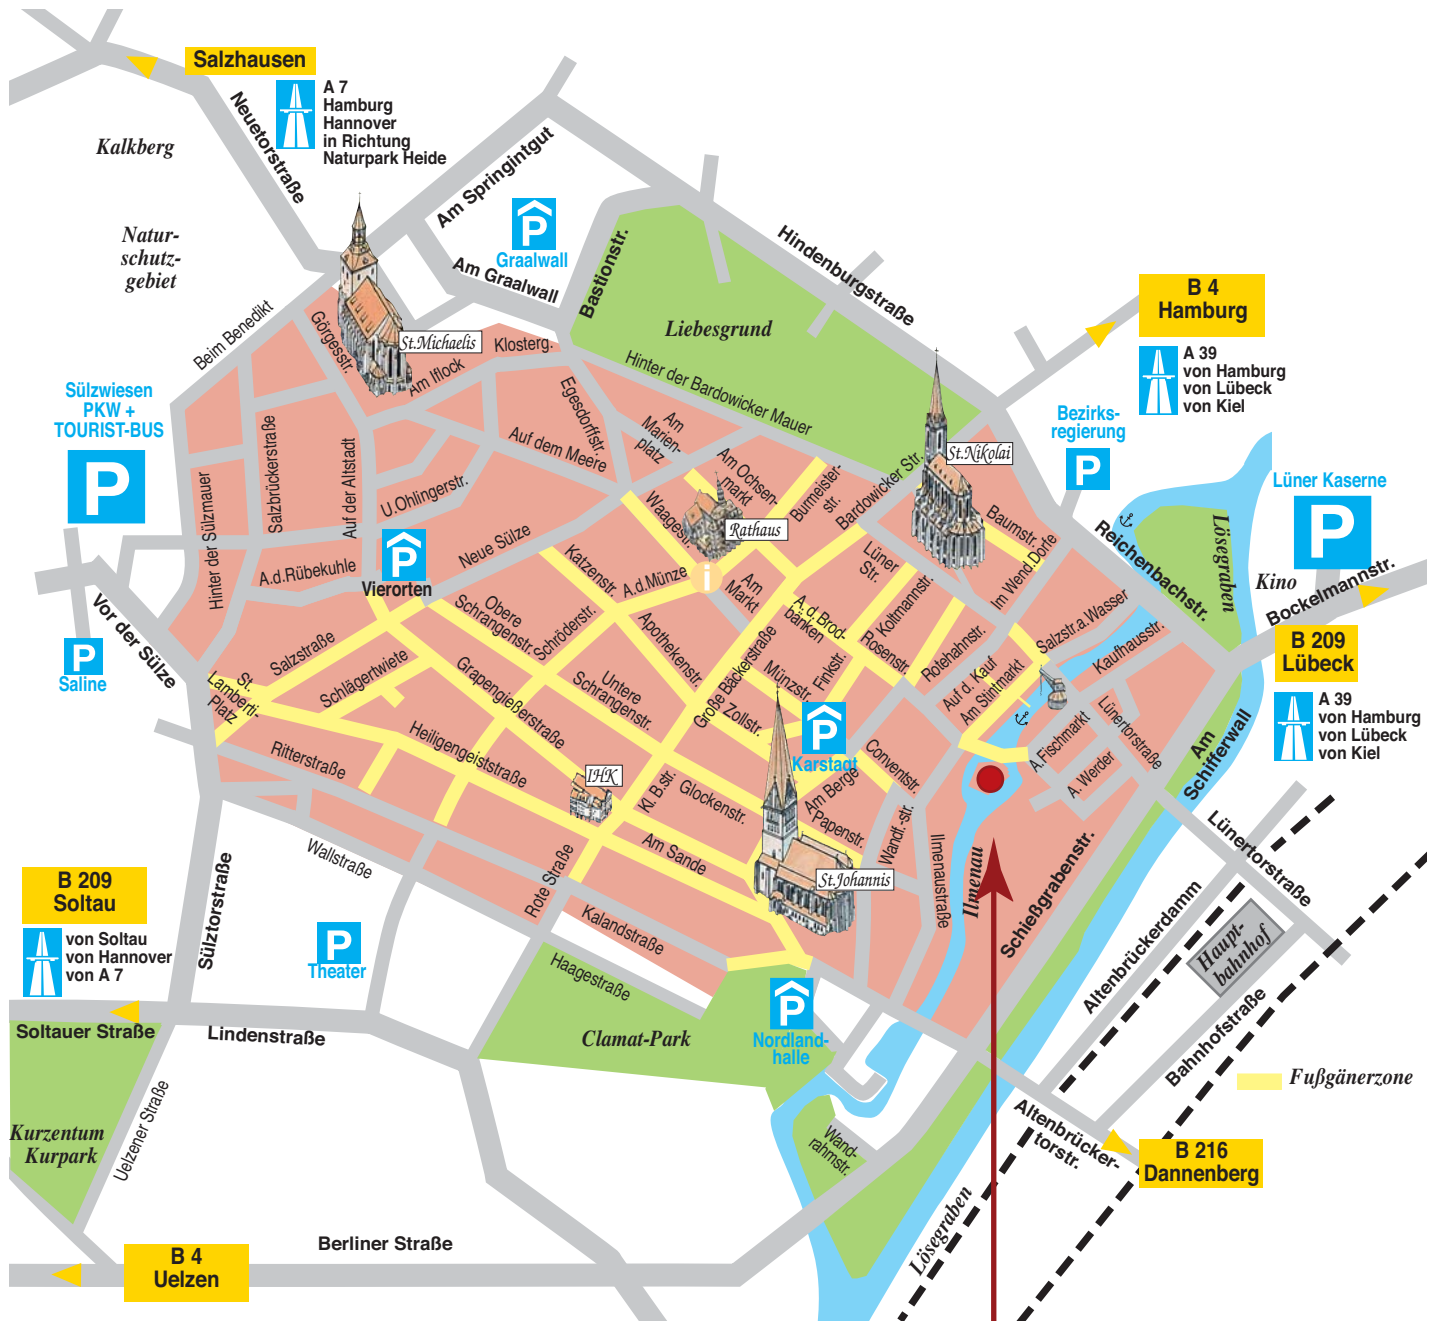 Salzhausen
A 7
Hamburg
Hannover
in Richtung
Naturpark Heide
Neuetorstraße
Kalkberg
Natur-
schutz-
gebiet
Am Springintgut
P
Graalwall
Am Graalwall
Bastionstr.
Hindenburgstraße
Liebesgrund
Hinter der Bardowicker Mauer
B 4
Hamburg
A 39
von Hamburg
von Lübeck
von Kiel
Beim Benedikt
Görgesstr.
St.Michaelis
Am Iflock
Klosterg.
Egesdorffstr.
Auf dem Meere
Am
Marien-
platz
Am Ochsen-
markt
Burmeister-
str.
Bardowicker Str.
St.Nikolai
Bezirks-
regierung
P
Sülzwiesen
PKW +
TOURIST-BUS
P
Lüner Kaserne
P
Kino
Bockelmannstr.
Reichenbachstr.
Lösegraben
Hinter der Sülzmauer
Salzbrückerstraße
Auf der Altstadt
U.Ohlingerstr.
A.d.Rübekuhle
P
Vierorten
Neue Sülze
Waagestr.
Rathaus
i
A.d.Münze
Am
Markt
Katzenstr.
Lüner
Str.
Baumstr.
Im Wend.Dorfe
Koltmannstr.
A.d.Brod-
bänken
Rosenstr.
Rotehahnstr.
Salzstr.a.Wasser
Kaufhausstr.
Auf d. Kauf
Am Stintmarkt
Obere
Schrangenstr.
Schröderstr.
Apothekenstr.
Große Bäckerstraße
Münzstr.
Finkstr.
Zollstr.
Untere
Schrangenstr.
Vor der Sülze
P
Saline
Salzstraße
Schlägertwiete
Grapengießerstraße
St.
Lamberti-
Platz
Heiligengeiststraße
Ritterstraße
B 209
Lübeck
A 39
von Hamburg
von Lübeck
von Kiel
Am
Schifferwall
Lünertorstraße
A.Fischmarkt
A. Werder
P
Karstadt
Am Berge
Conventstr.
Papenstr.
Wandf.-str.
Ilmenaustraße
Ilmenau
Schießgrabenstr.
IHK
Kl. B.str.
Glockenstr.
Am Sande
St.Johannis
Wallstraße
Rote Straße
Kalandstraße
Haagestraße
Lünertorstraße
Altenbrückerdamm
Haupt-
bahnhof
Bahnhofstraße
B 209
Soltau
von Soltau
von Hannover
von A 7
Sülztorstraße
P
Theater
Soltauer Straße
Lindenstraße
Clamat-Park
P
Nordland-
halle
Fußgänerzone
Kurzentum
Kurpark
Uelzener Straße
Wand-
rahmstr.
Altenbrücker-
torstr.
B 216
Dannenberg
Lösegraben
B 4
Uelzen
Berliner Straße